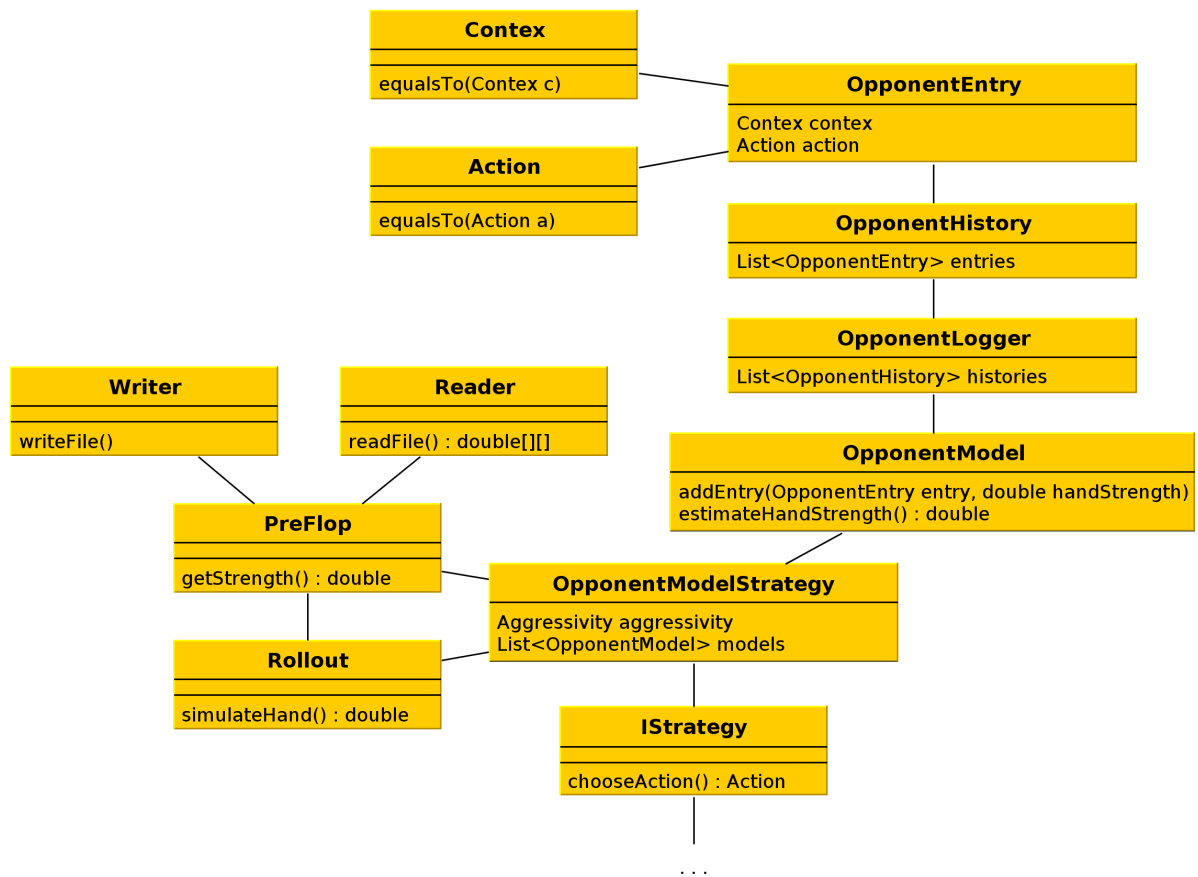 Contex
equalsTo(Contex c)
OpponentEntry
Contex contex
Action action
Action
equalsTo(Action a)
OpponentHistory
List<OpponentEntry> entries
OpponentLogger
List<OpponentHistory> histories
Writer
writeFile()
Reader
readFile() : double[][]
OpponentModel
addEntry(OpponentEntry entry, double handStrength)
estimateHandStrength() : double
PreFlop
getStrength() : double
OpponentModelStrategy
Aggressivity aggressivity
List<OpponentModel> models
Rollout
simulateHand() : double
IStrategy
chooseAction() : Action
. . .